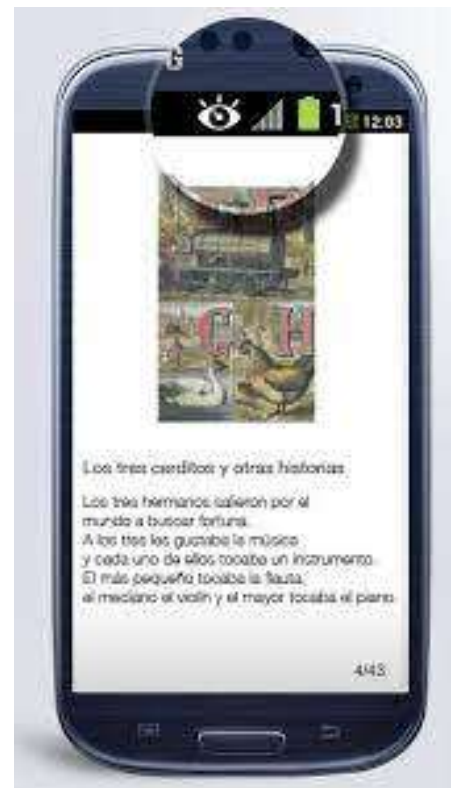 12:03
C H
Los tres cerditos y otras historias
Los tres hermanos salieron por el
mundo a buscar fortuna.
A los tres les gustaba la música
y cada uno de ellos tocaba un instrumento.
El más pequeño tocaba la flauta,
el mediano el violín y el mayor tocaba el piano.
4/43